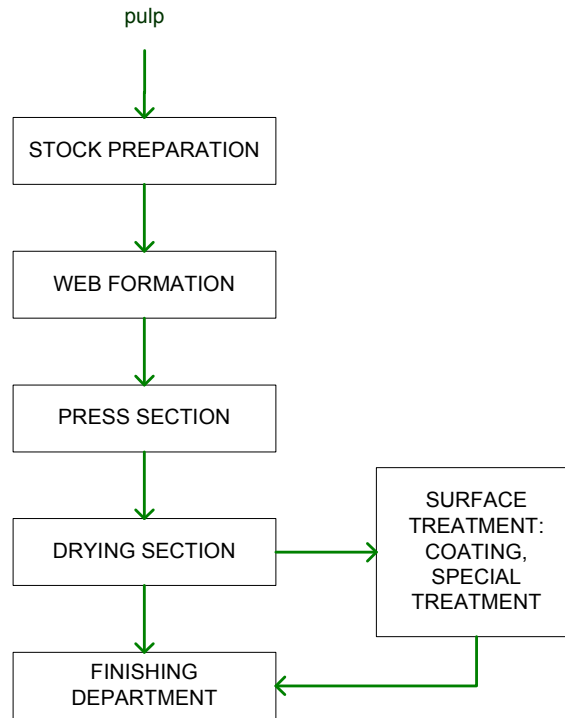 pulp
STOCK PREPARATION
WEB FORMATION
PRESS SECTION
DRYING SECTION
SURFACE
TREATMENT:
COATING,
SPECIAL
TREATMENT
FINISHING
DEPARTMENT